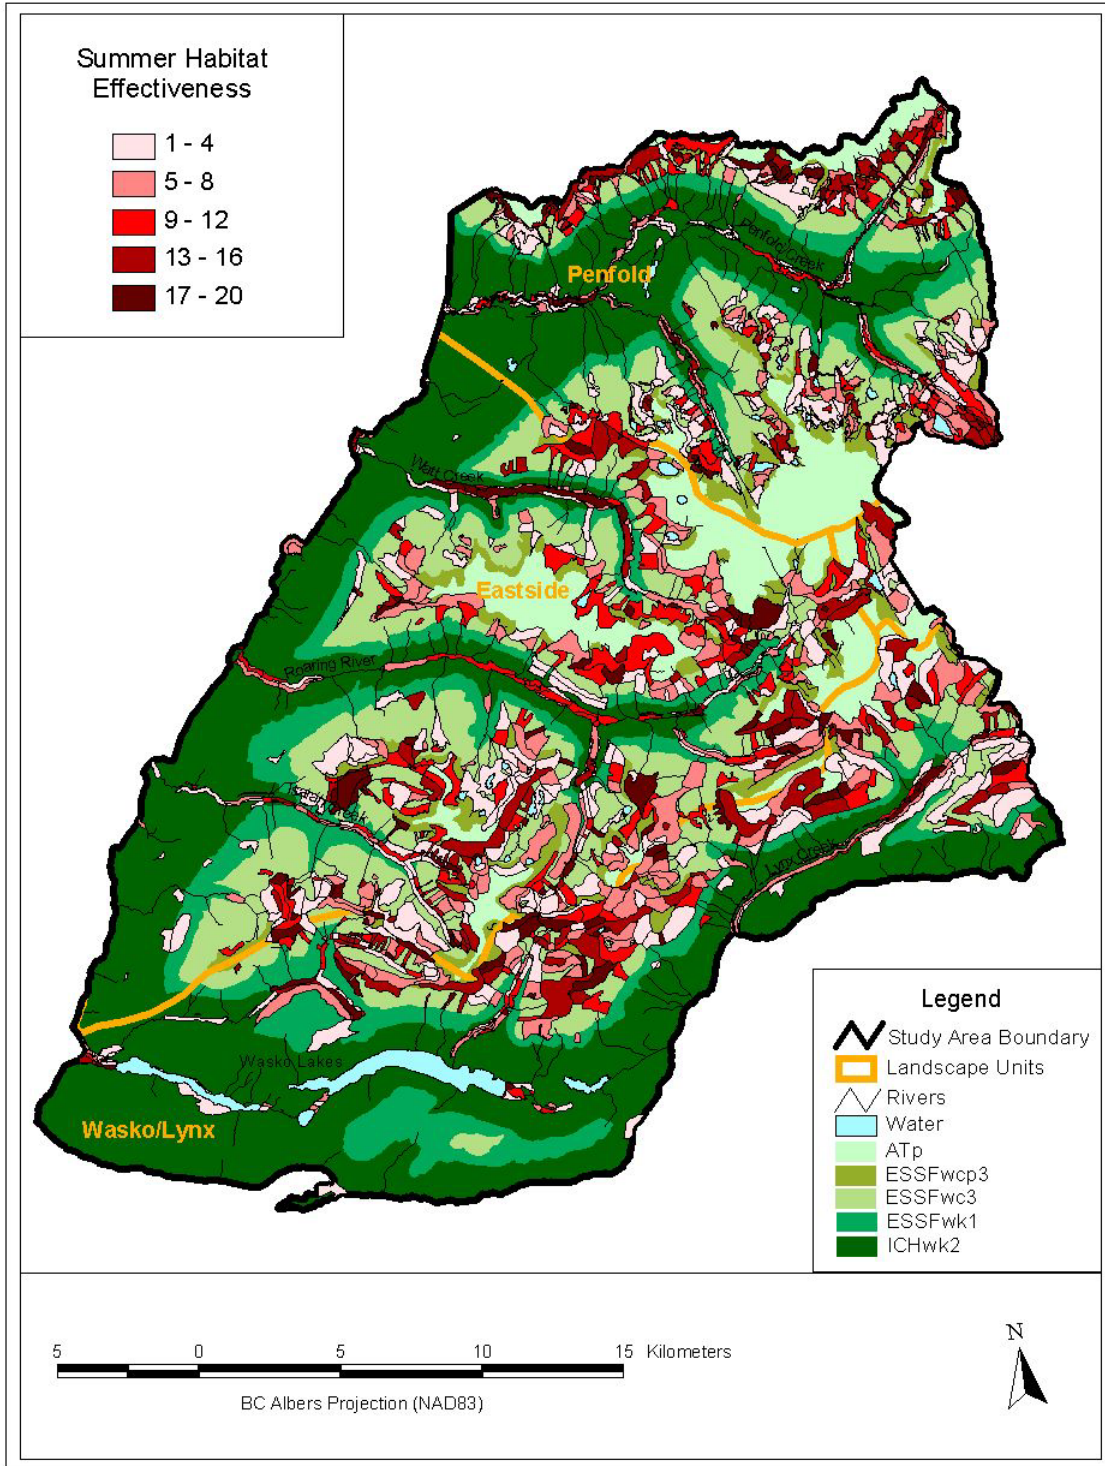 Summer Habitat
Effectiveness
1 - 4
5 - 8
9 - 12
13 - 16
17 - 20
Penfold Creek
Penfold
Watt Creek
Eastside
Roaring River
Lynx Creek
Wasko Lakes
Wasko/Lynx
Legend
Study Area Boundary
Landscape Units
Rivers
Water
ATp
ESSFwcp3
ESSFwc3
ESSFwk1
ICHwk2
5 0 5 10 15 Kilometers
BC Albers Projection (NAD83)
N